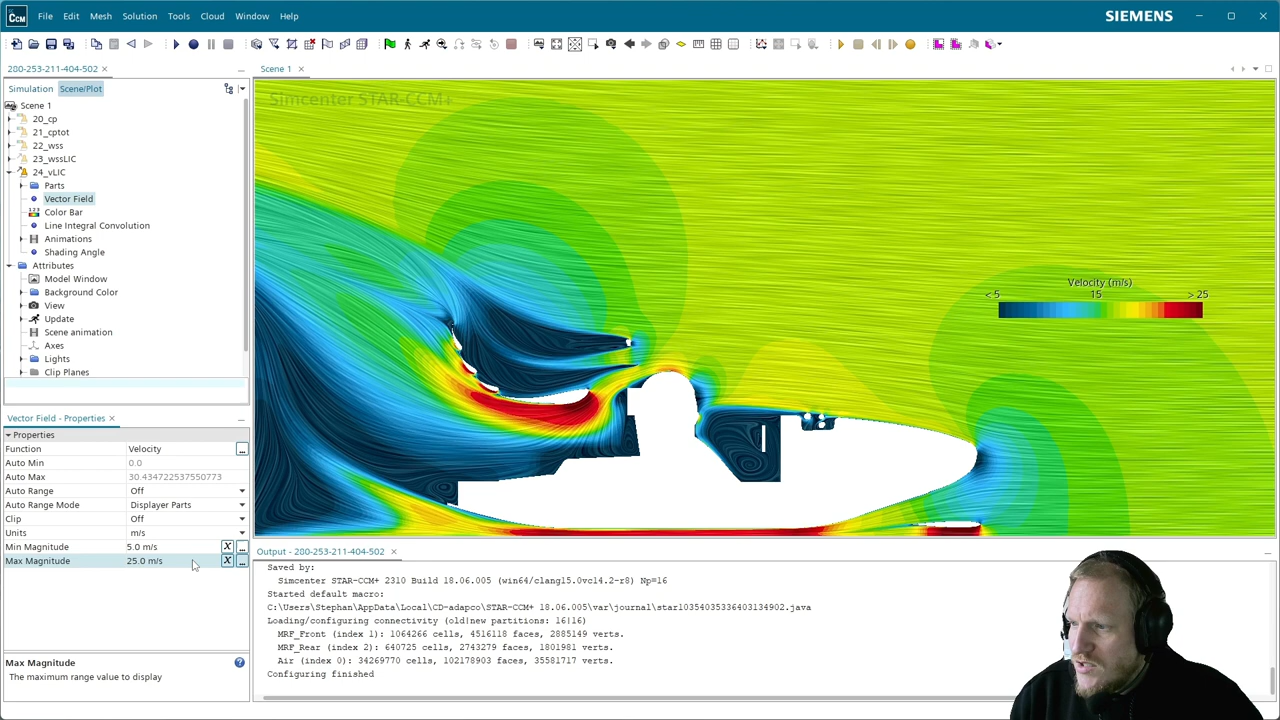 CCM
File Edit Mesh Solution Tools Cloud Window Help
SIEMENS
280-253-211-404-502
Scene 1
Simulation
Scene/Plot
Scene 1
20_cp
21_cptot
22_wss
23_wssLIC
24_vLIC
Parts
Vector Field
Color Bar
Line Integral Convolution
Animations
Shading Angle
Attributes
Model Window
Background Color
View
Update
Scene animation
Axes
Lights
Clip Planes
Simcenter STAR-CCM+
Velocity (m/s)
< 5 15 > 25
Vector Field - Properties
Properties
Function Velocity
Auto Min 0.0
Auto Max 30.434722537550773
Auto Range Off
Auto Range Mode Displayer Parts
Clip Off
Units m/s
Min Magnitude 5.0 m/s
Max Magnitude 25.0 m/s
Max Magnitude
The maximum range value to display
Output - 280-253-211-404-502
Saved by:
Simcenter STAR-CCM+ 2310 Build 18.06.005 (win64/clang15.0vc14.2-r8) Np=16
Started default macro:
C:\Users\Stephan\AppData\Local\CD-adapco\STAR-CCM+ 18.06.005\var\journal\star10354035336403134902.java
Loading/configuring connectivity (old|new partitions: 16|16)
MRF_Front (index 1): 1064266 cells, 4516118 faces, 2885149 verts.
MRF_Rear (index 2): 640725 cells, 2743279 faces, 1801981 verts.
Air (index 0): 34269770 cells, 102178903 faces, 35581717 verts.
Configuring finished